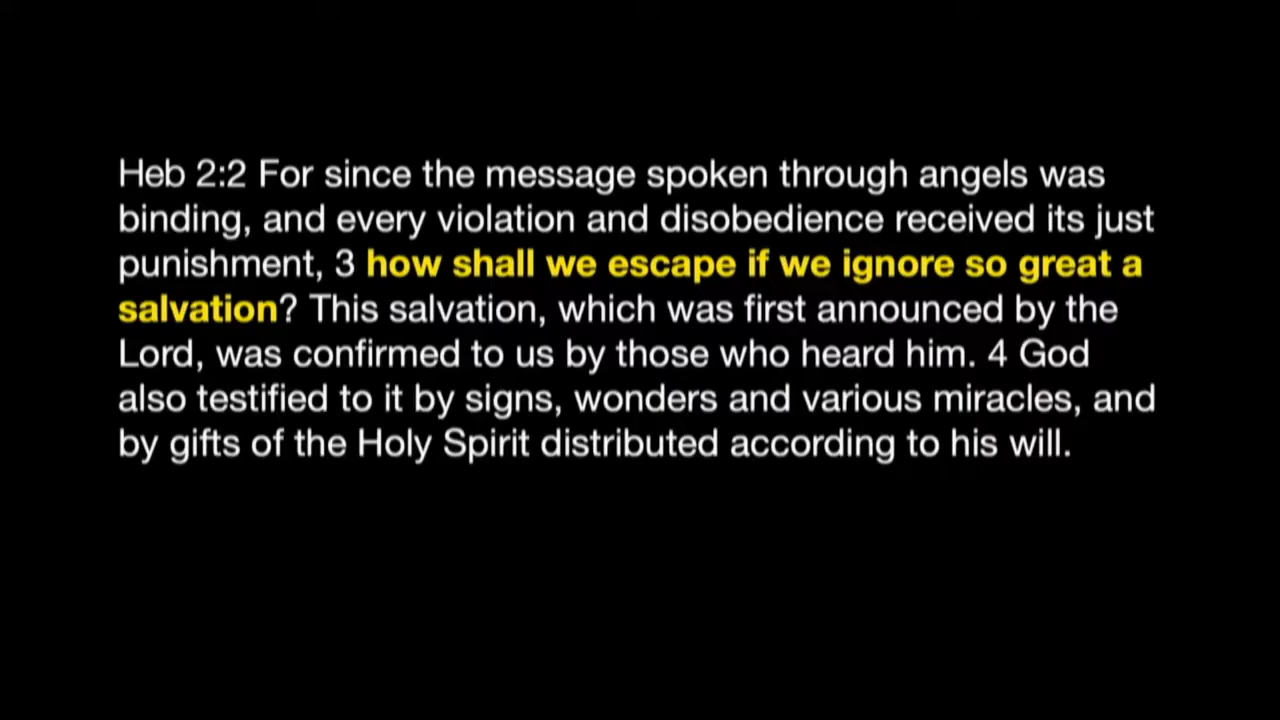 Heb 2:2 For since the message spoken through angels was
binding, and every violation and disobedience received its just
punishment, 3 how shall we escape if we ignore so great a
salvation? This salvation, which was first announced by the
Lord, was confirmed to us by those who heard him. 4 God
also testified to it by signs, wonders and various miracles, and
by gifts of the Holy Spirit distributed according to his will.